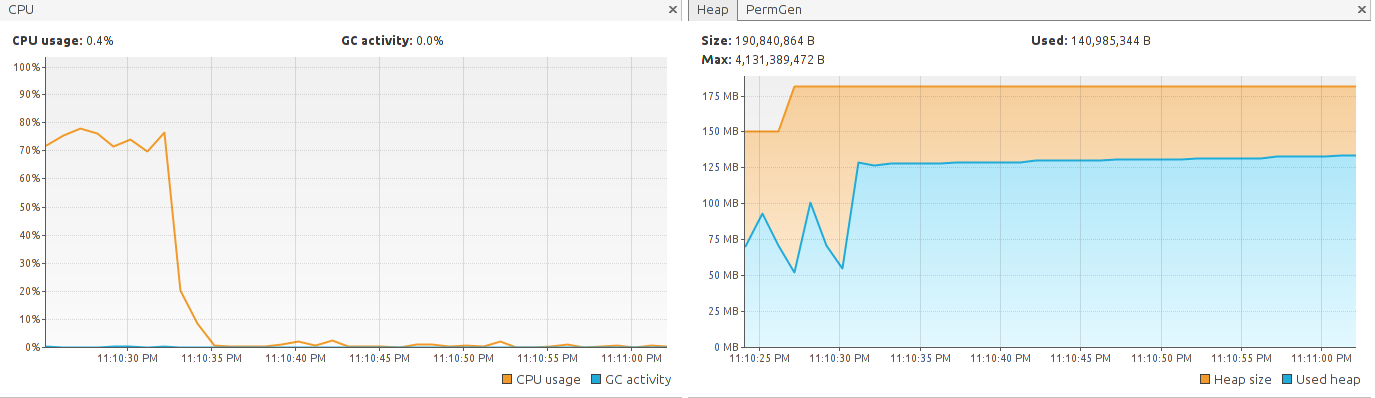 CPU
CPU usage: 0.4% GC activity: 0.0%
100%
90%
80%
70%
60%
50%
40%
30%
20%
10%
0%
11:10:30 PM 11:10:35 PM 11:10:40 PM 11:10:45 PM 11:10:50 PM 11:10:55 PM 11:11:00 PM
CPU usage GC activity
Heap PermGen
Size: 190,840,864 B Used: 140,985,344 B
Max: 4,131,389,472 B
175 MB
150 MB
125 MB
100 MB
75 MB
50 MB
25 MB
0 MB
11:10:25 PM 11:10:30 PM 11:10:35 PM 11:10:40 PM 11:10:45 PM 11:10:50 PM 11:10:55 PM 11:11:00 PM
Heap size Used heap